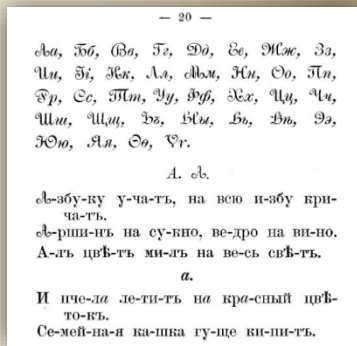 — 20 —
Аа, Бб, Вв, Гг, Дд, Ее, Жж, Зз,
Ии, Іі, Кк, Лл, Мм, Нн, Оо, Пп,
Рр, Сс, Тт, Уу, Фф, Хх, Цц, Чч,
Шш, Щщ, Ъъ, Ыы, Ьь, Ѣѣ, Ээ,
Юю, Яя, Ѳѳ, Ѵѵ.
А. А.
А-збу-ку у-ча-тъ, на всю и-збу кри-
ча-тъ.
А-рши-нъ на су-кно, ве-дро на ви-но.
А-лъ цвѣ-тъ ми-лъ на ве-сь свѣ-тъ.
а.
И пче-ла ле-ти-тъ на кра-сный цвѣ-
то-къ.
Се-мей-на-я ка-шка гу-ще ки-пи-тъ.